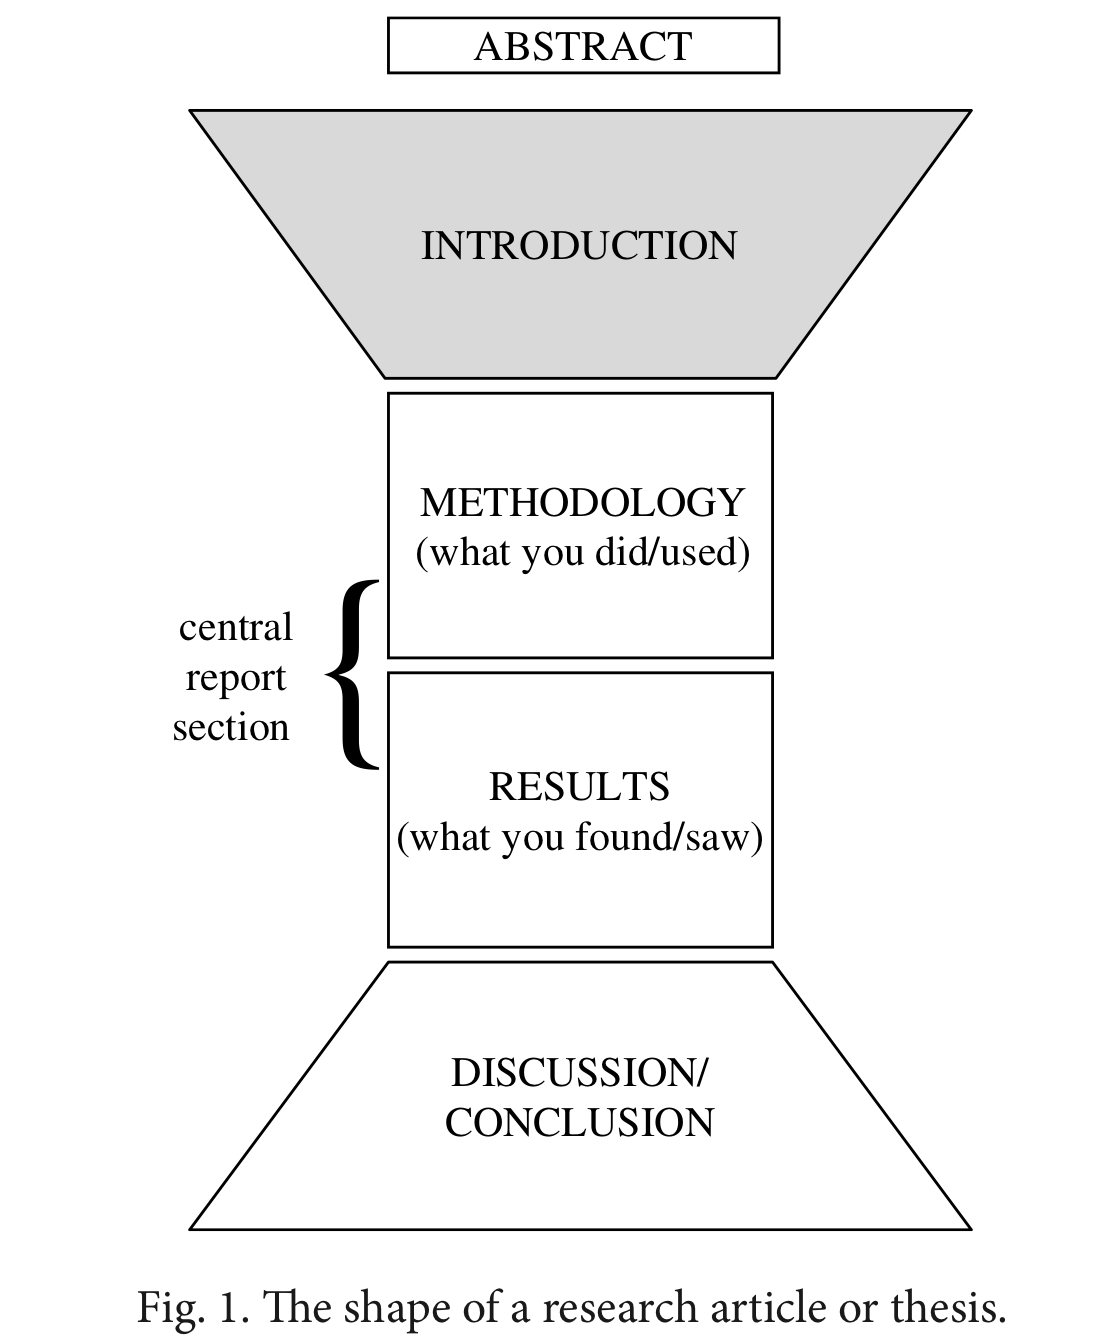 ABSTRACT
INTRODUCTION
METHODOLOGY
(what you did/used)
central
report
section
RESULTS
(what you found/saw)
DISCUSSION/
CONCLUSION
Fig. 1. The shape of a research article or thesis.